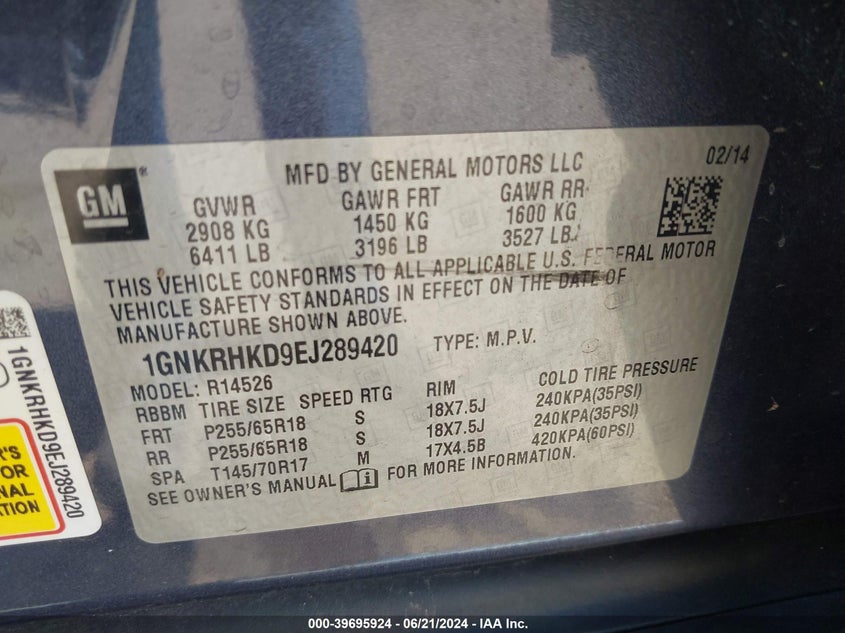 GM®
MFD BY GENERAL MOTORS LLC
02/14
GVWR GAWR FRT GAWR RR
2908 KG 1450 KG 1600 KG
6411 LB 3196 LB 3527 LB
THIS VEHICLE CONFORMS TO ALL APPLICABLE U.S. FEDERAL MOTOR
VEHICLE SAFETY STANDARDS IN EFFECT ON THE DATE OF
MANUFACTURE SHOWN ABOVE.
1GNKRHKD9EJ289420 TYPE: M.P.V.
MODEL: R14526
RBBM TIRE SIZE SPEED RTG RIM COLD TIRE PRESSURE
FRT P255/65R18 S 18X7.5J 240KPA(35PSI)
RR P255/65R18 S 18X7.5J 240KPA(35PSI)
SPA T145/70R17 M 17X4.5B 420KPA(60PSI)
SEE OWNER'S MANUAL i FOR MORE INFORMATION.
1GNKRHKD9EJ289420
000-39695924 - 06/21/2024 - IAA Inc.